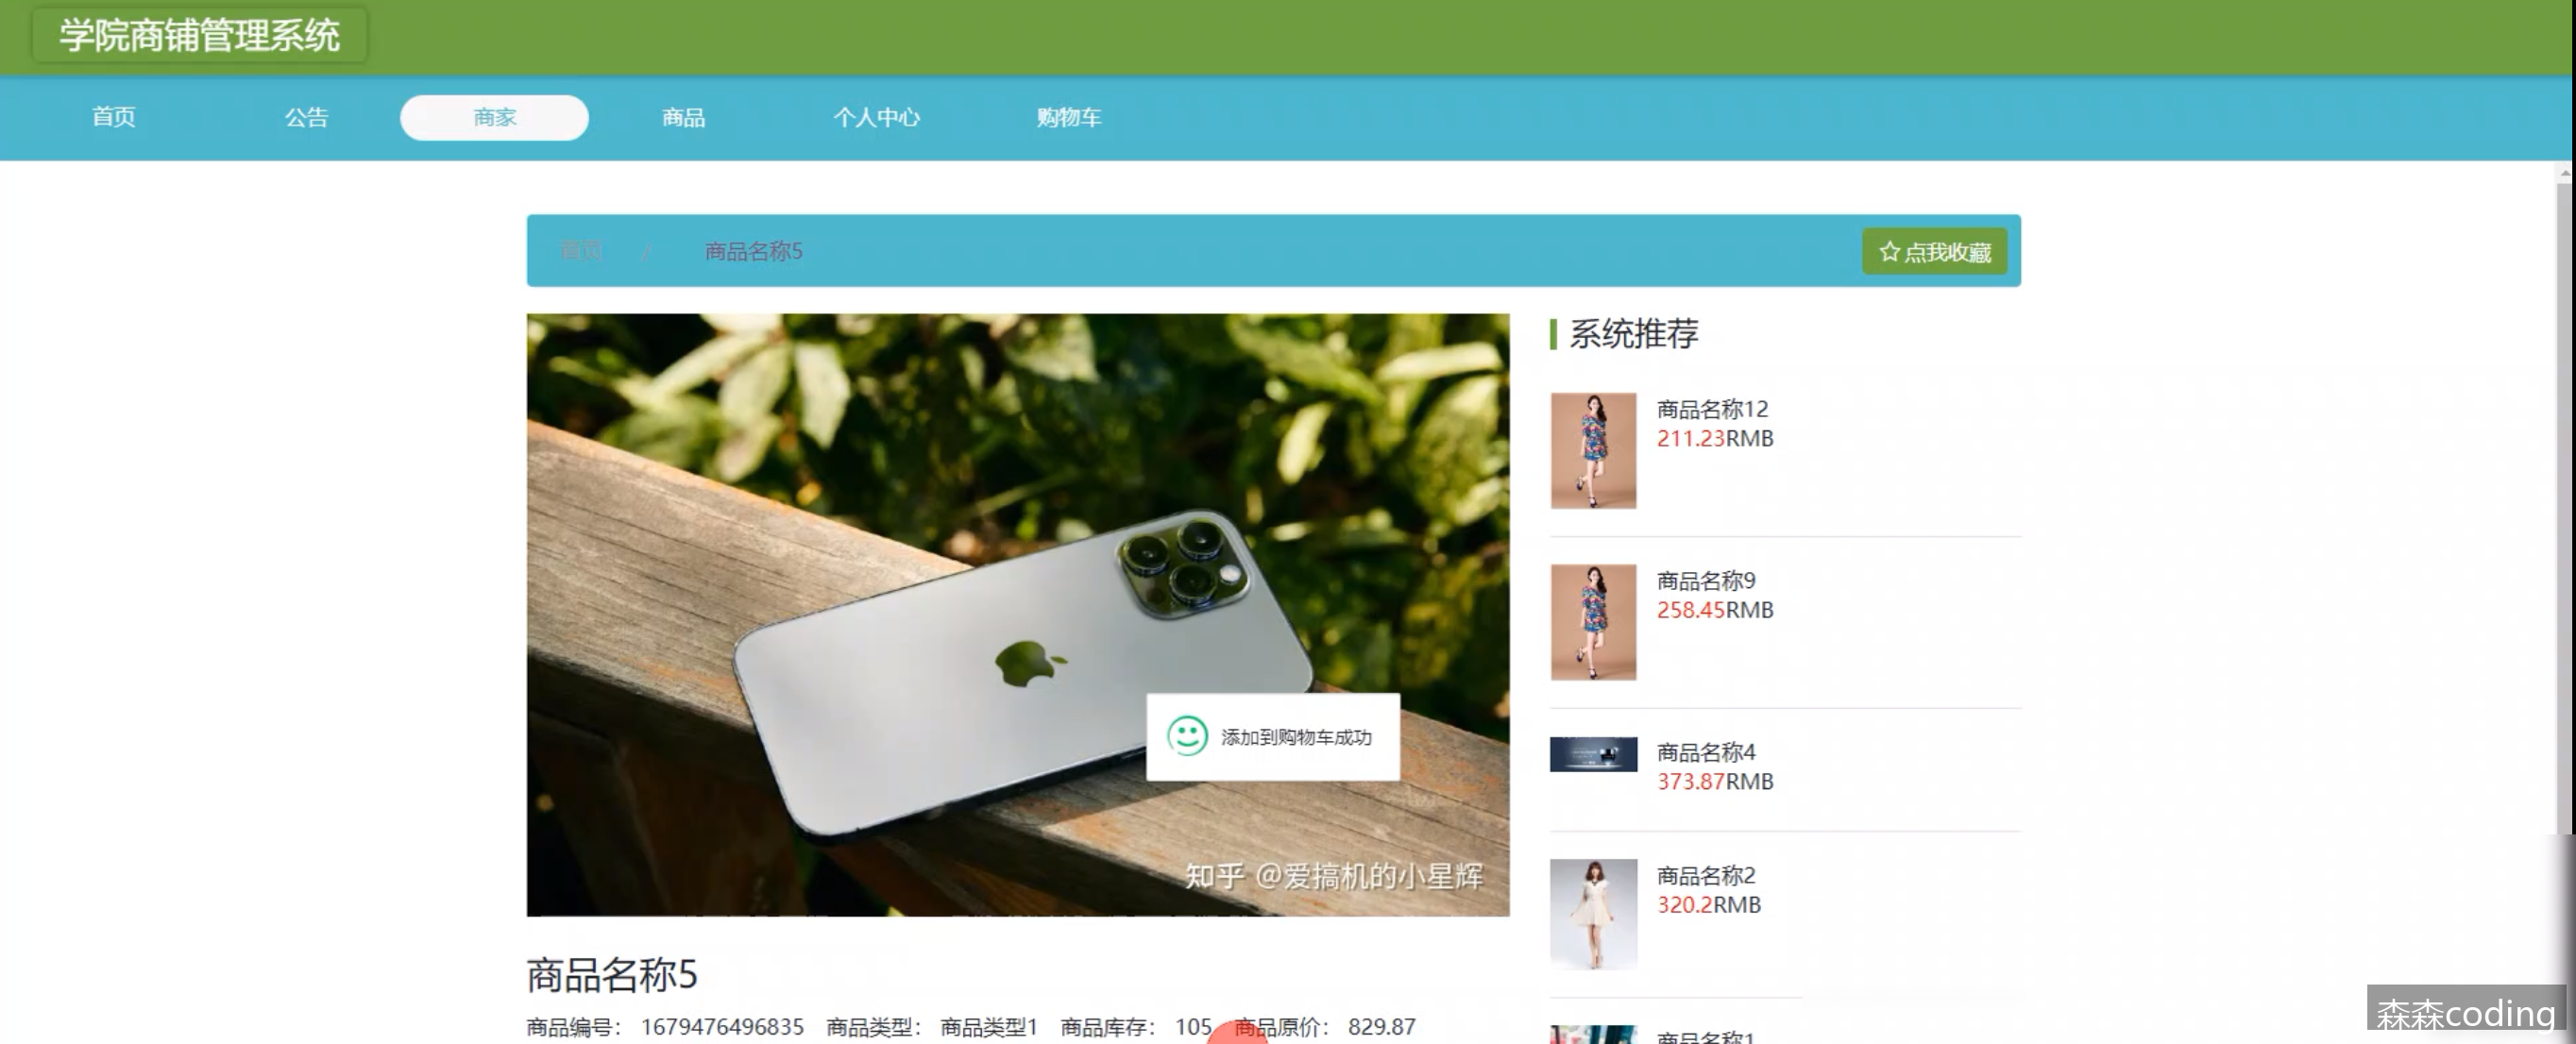 学院商铺管理系统
首页 公告 商家 商品 个人中心 购物车
首页 / 商品名称5 点我收藏
系统推荐
商品名称12
211.23RMB
商品名称9
258.45RMB
商品名称4
373.87RMB
商品名称2
320.2RMB
商品名称1
添加到购物车成功
知乎 @爱搞机的小星辉
商品名称5
商品编号： 1679476496835 商品类型： 商品类型1 商品库存： 105 商品原价： 829.87
森森coding